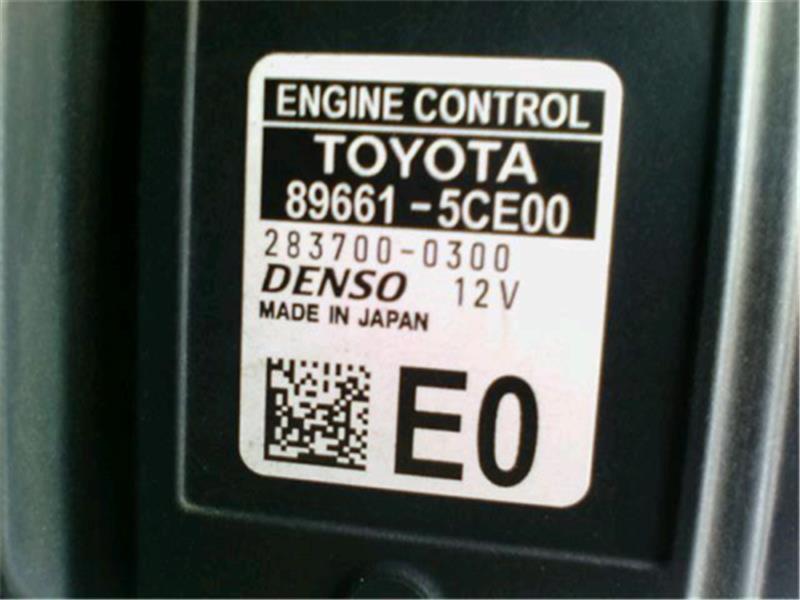 ENGINE CONTROL
TOYOTA
89661-5CE00
283700-0300
DENSO 12V
MADE IN JAPAN
E0